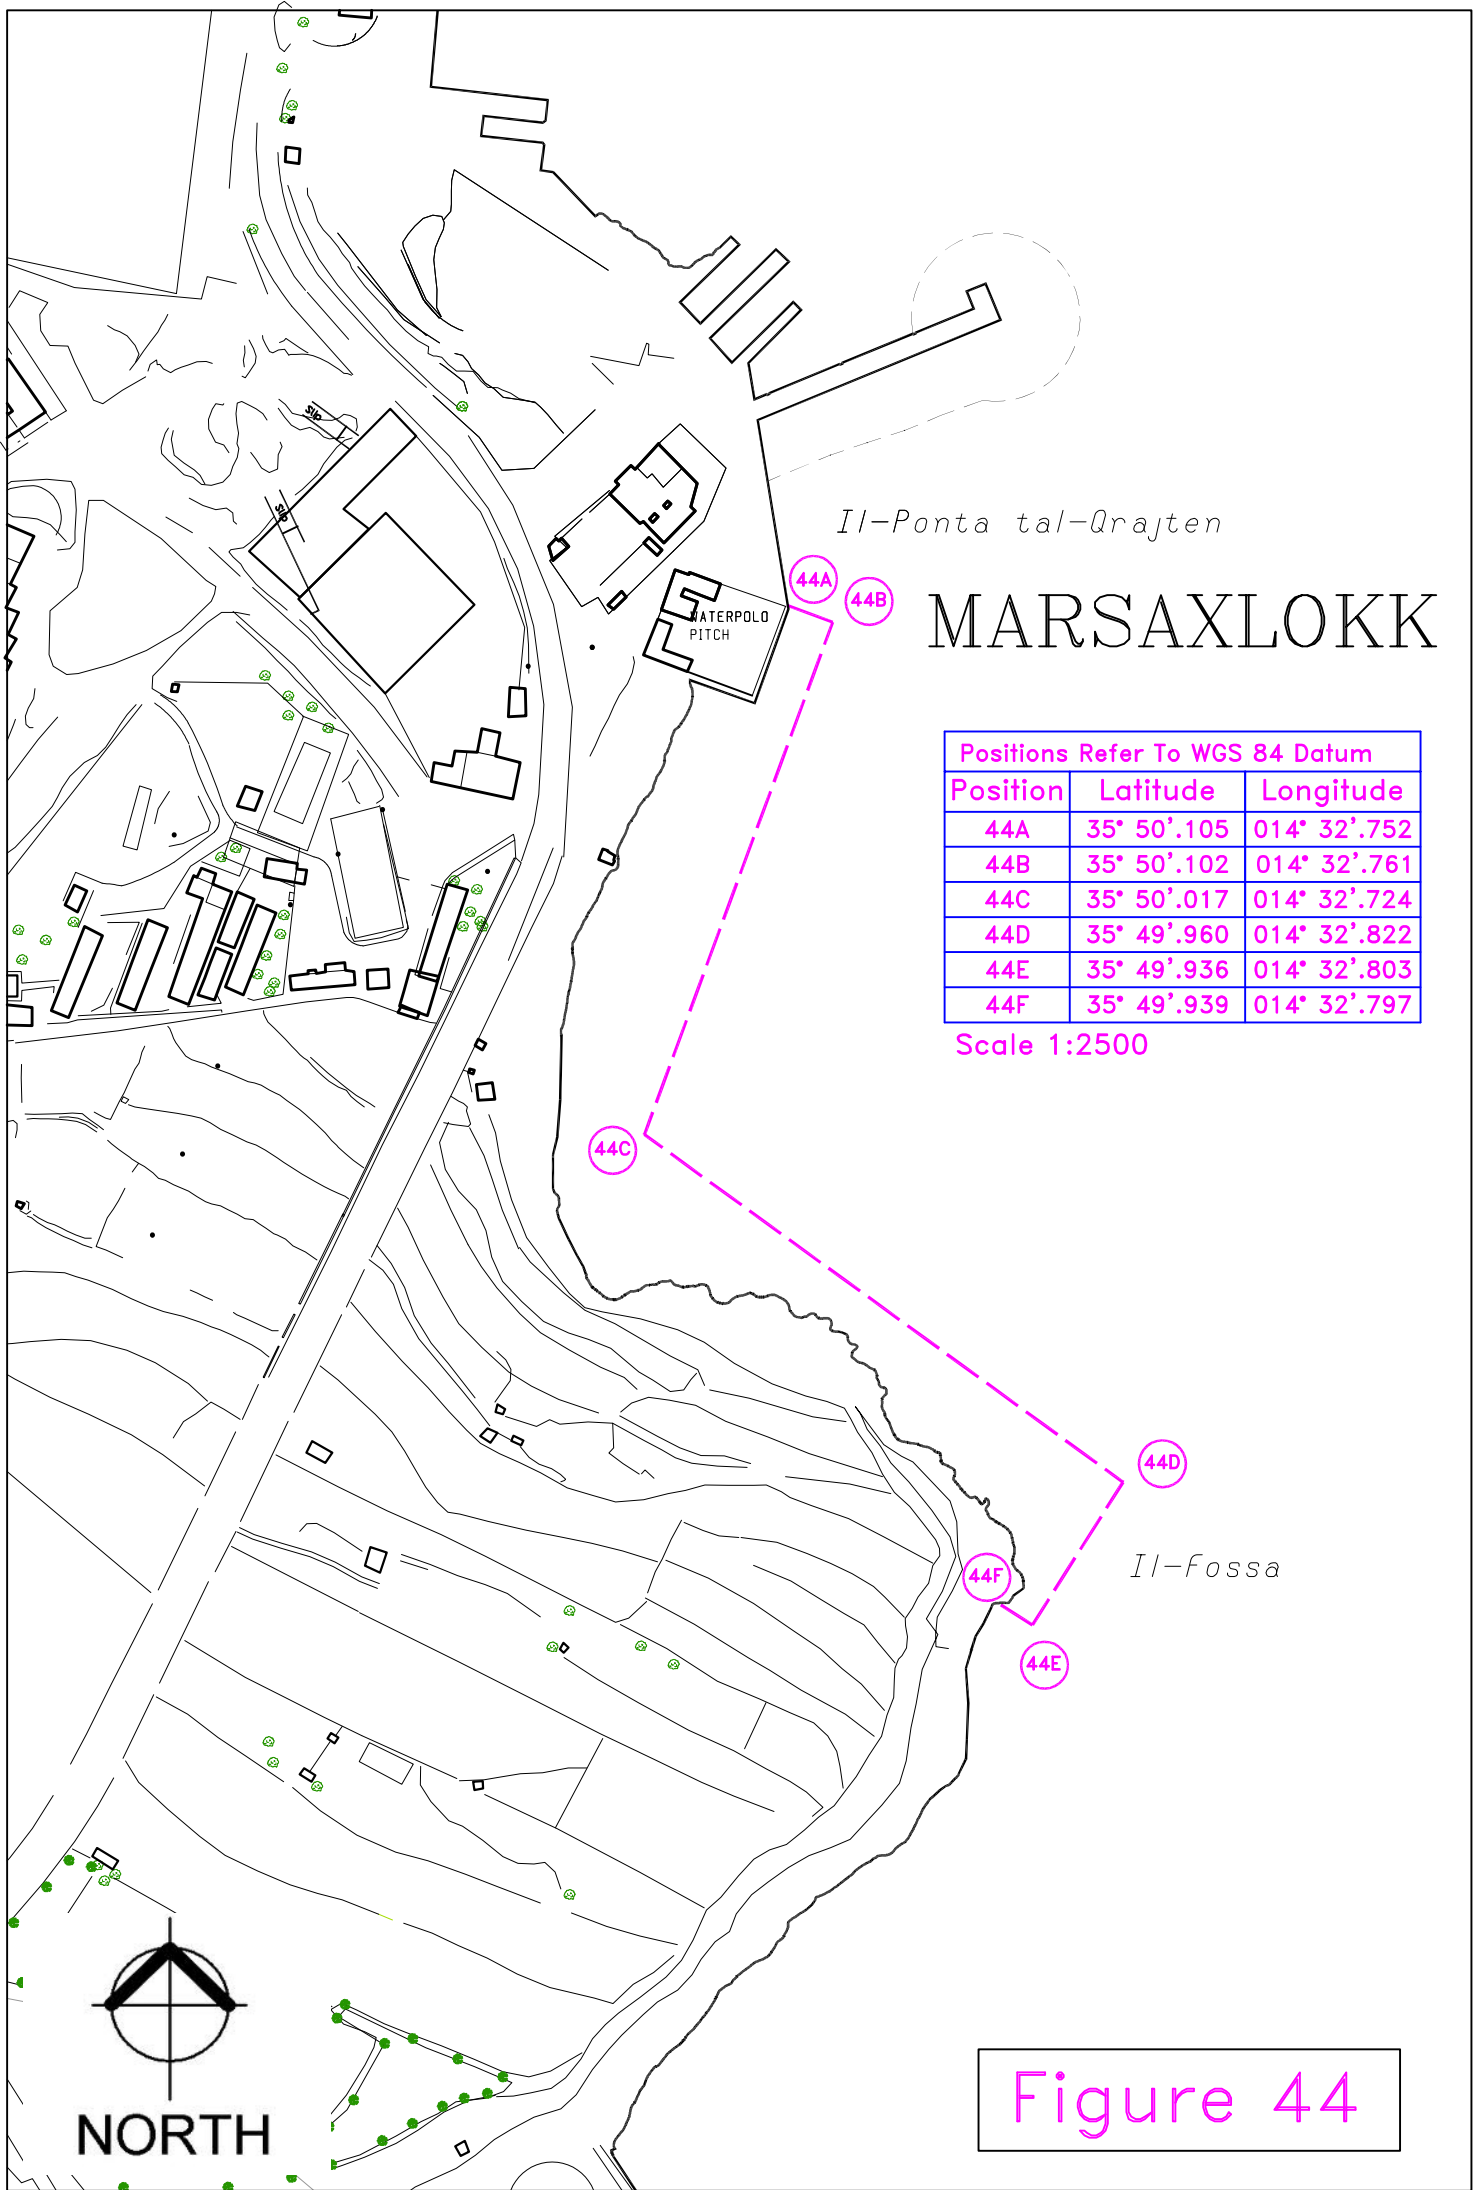 Slip
Slip
Il-Ponta tal-Qrajten
44A
44B
MARSAXLOKK
WATERPOLO
PITCH
Positions Refer To WGS 84 Datum
Position Latitude Longitude
44A 35° 50'.105 014° 32'.752
44B 35° 50'.102 014° 32'.761
44C 35° 50'.017 014° 32'.724
44D 35° 49'.960 014° 32'.822
44E 35° 49'.936 014° 32'.803
44F 35° 49'.939 014° 32'.797
Scale 1:2500
44C
44D
Il-Fossa
44F
44E
NORTH
Figure 44